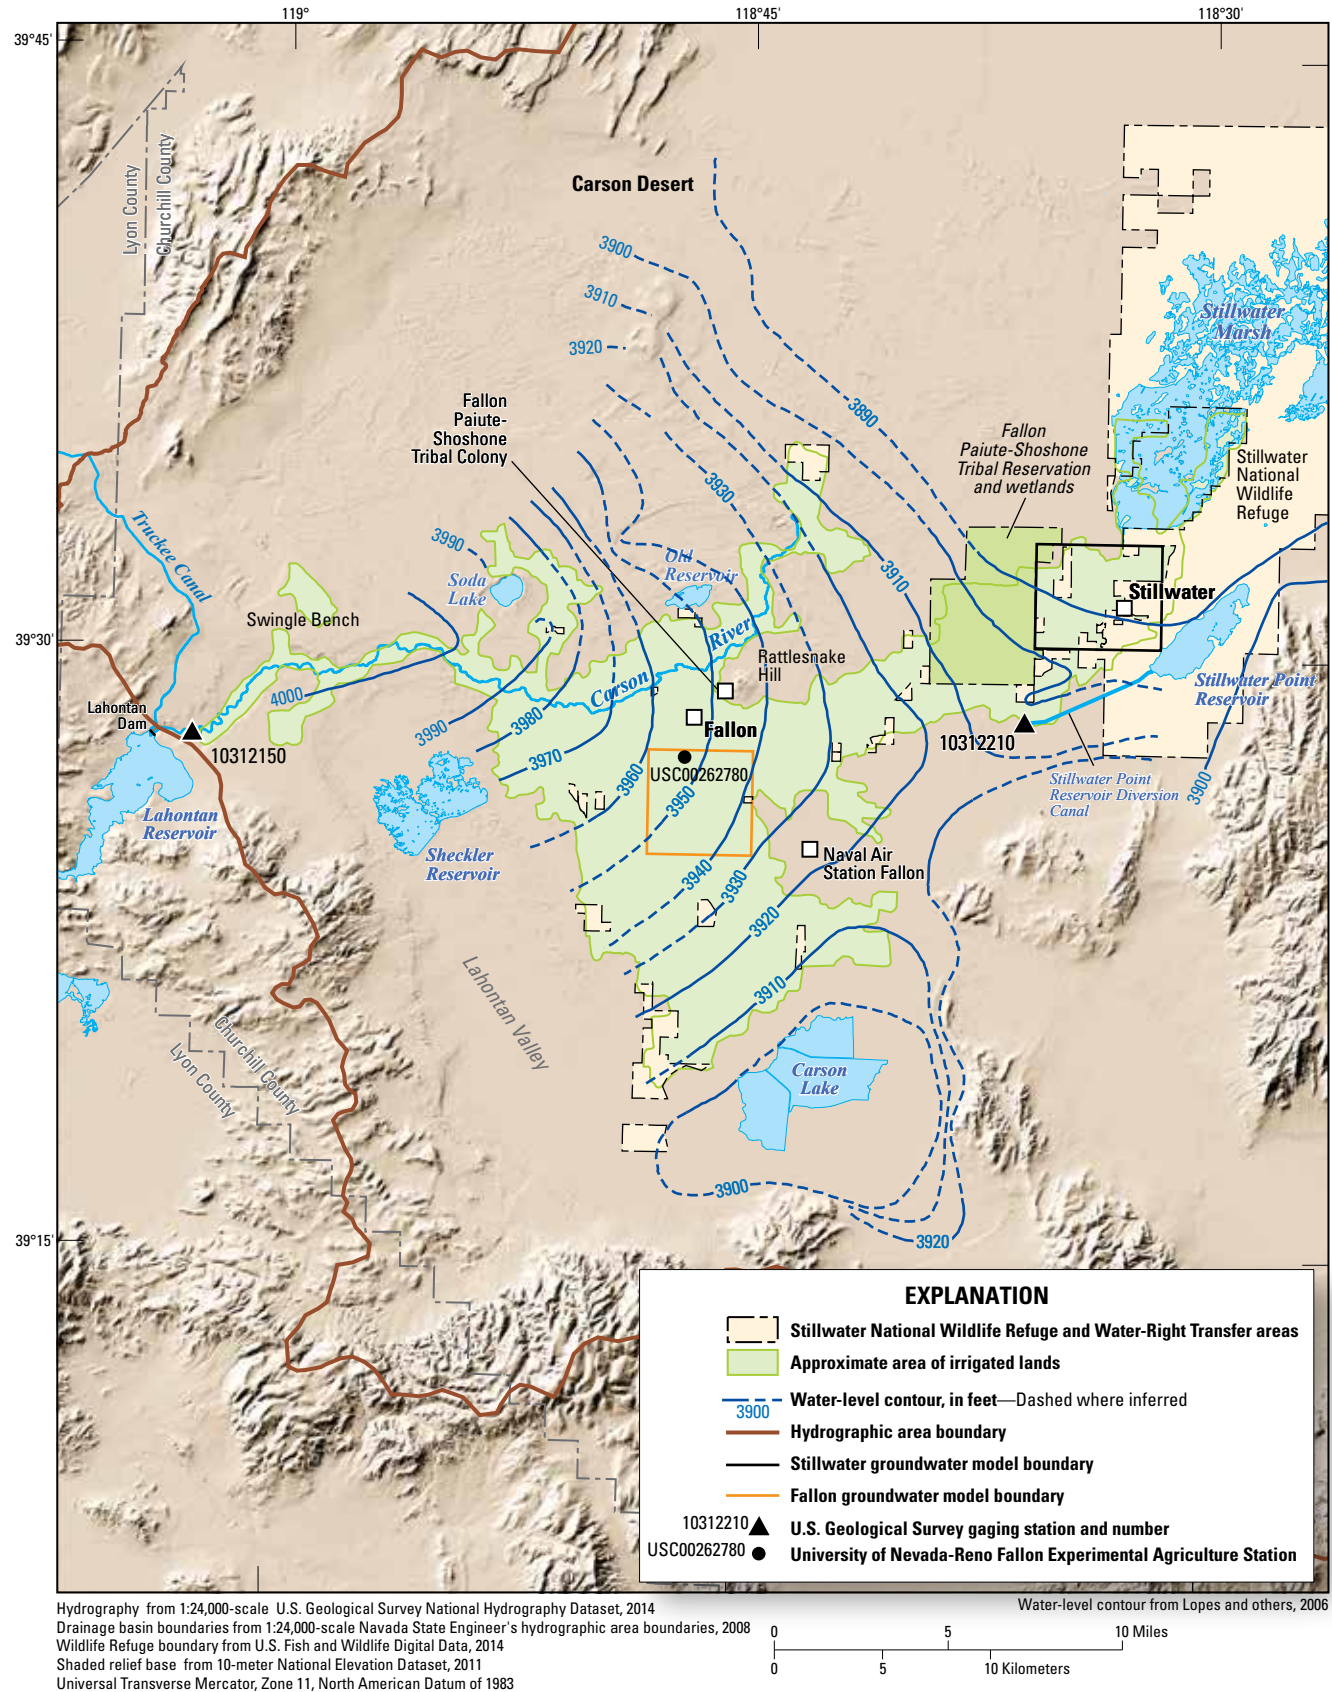 119°
118°45'
118°30'
39°45'
Lyon County
Churchill County
Carson Desert
3900
3910
3920
Stillwater
Marsh
Fallon
Paiute-
Shoshone
Tribal Colony
3890
Fallon
Paiute-Shoshone
Tribal Reservation
and wetlands
Stillwater
National
Wildlife
Refuge
3930
Truckee Canal
3990
Soda
Lake
Old
Reservoir
3910
Stillwater
Swingle Bench
39°30'
River
Rattlesnake
Hill
Carson
4000
Lahontan
Dam
Stillwater Point
Reservoir
3990
3980
Fallon
10312150
10312210
3970
3960
USC00262780
3950
Stillwater Point
Reservoir Diversion
Canal
3900
Lahontan
Reservoir
Sheckler
Reservoir
Naval Air
Station Fallon
3940
3930
3920
Lahontan Valley
3910
Churchill County
Lyon County
Carson
Lake
3900
3920
39°15'
EXPLANATION
Stillwater National Wildlife Refuge and Water-Right Transfer areas
Approximate area of irrigated lands
Water-level contour, in feet—Dashed where inferred
3900
Hydrographic area boundary
Stillwater groundwater model boundary
Fallon groundwater model boundary
10312210 U.S. Geological Survey gaging station and number
USC00262780 University of Nevada-Reno Fallon Experimental Agriculture Station
Hydrography from 1:24,000-scale U.S. Geological Survey National Hydrography Dataset, 2014
Drainage basin boundaries from 1:24,000-scale Navada State Engineer's hydrographic area boundaries, 2008
Wildlife Refuge boundary from U.S. Fish and Wildlife Digital Data, 2014
Shaded relief base from 10-meter National Elevation Dataset, 2011
Universal Transverse Mercator, Zone 11, North American Datum of 1983
Water-level contour from Lopes and others, 2006
0 5 10 Miles
0 5 10 Kilometers